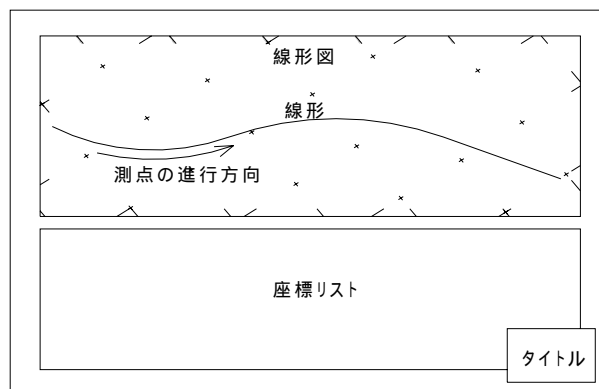 線形図
線形
測点の進行方向
座標リスト
タイトル